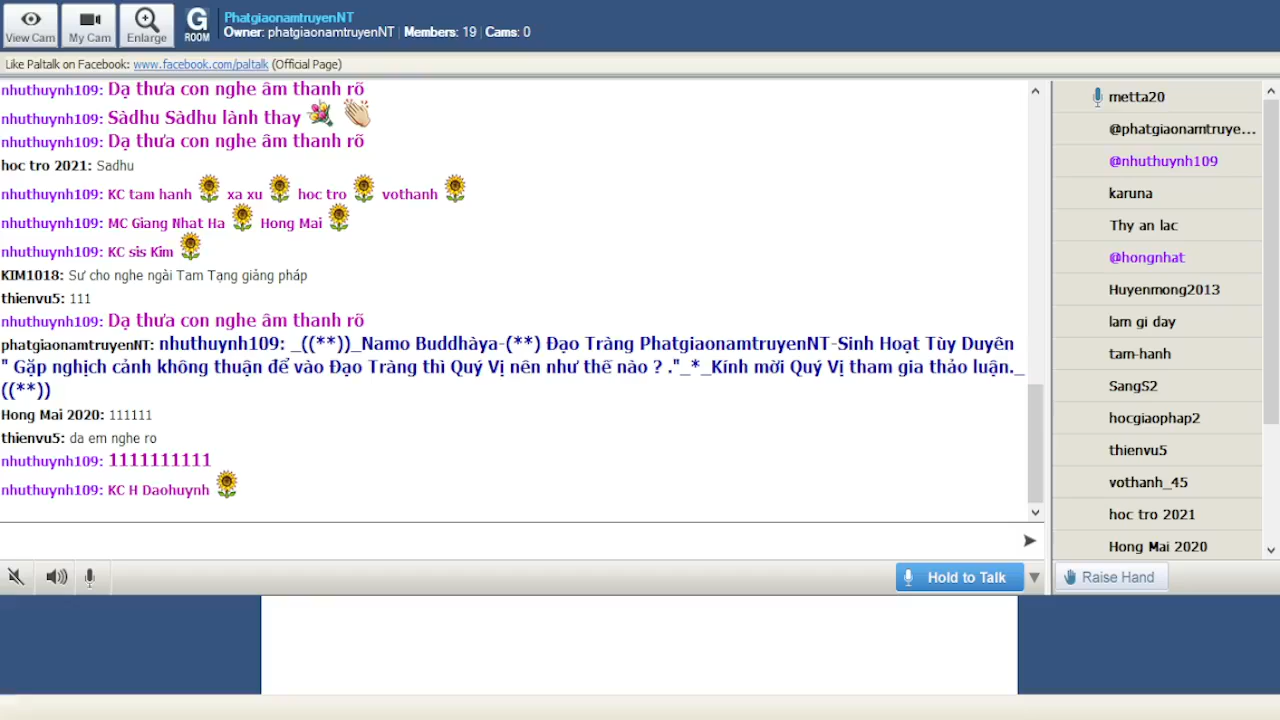 View Cam
My Cam
Enlarge
G
ROOM
PhatgiaonamtruyenNT
Owner: phatgiaonamtruyenNT | Members: 19 | Cams: 0
Like Paltalk on Facebook: www.facebook.com/paltalk (Official Page)
nhuthuynh109: Dạ thưa con nghe âm thanh rõ
nhuthuynh109: Sàdhu Sàdhu lành thay
nhuthuynh109: Dạ thưa con nghe âm thanh rõ
hoc tro 2021: Sadhu
nhuthuynh109: KC tam hanh xa xu hoc tro vothanh
nhuthuynh109: MC Giang Nhat Ha Hong Mai
nhuthuynh109: KC sis Kim
KIM1018: Sư cho nghe ngài Tam Tạng giảng pháp
thienvu5: 111
nhuthuynh109: Dạ thưa con nghe âm thanh rõ
phatgiaonamtruyenNT: nhuthuynh109: _((**))_Namo Buddhàya-(**) Đạo Tràng PhatgiaonamtruyenNT-Sinh Hoạt Tùy Duyên
" Gặp nghịch cảnh không thuận để vào Đạo Tràng thì Quý Vị nên như thế nào ? ."_*_Kính mời Quý Vị tham gia thảo luận._
((**))
Hong Mai 2020: 111111
thienvu5: da em nghe ro
nhuthuynh109: 1111111111
nhuthuynh109: KC H Daohuynh
Hold to Talk
metta20
@phatgiaonamtruye...
@nhuthuynh109
karuna
Thy an lac
@hongnhat
Huyenmong2013
lam gi day
tam-hanh
SangS2
hocgiaophap2
thienvu5
vothanh_45
hoc tro 2021
Hong Mai 2020
Raise Hand